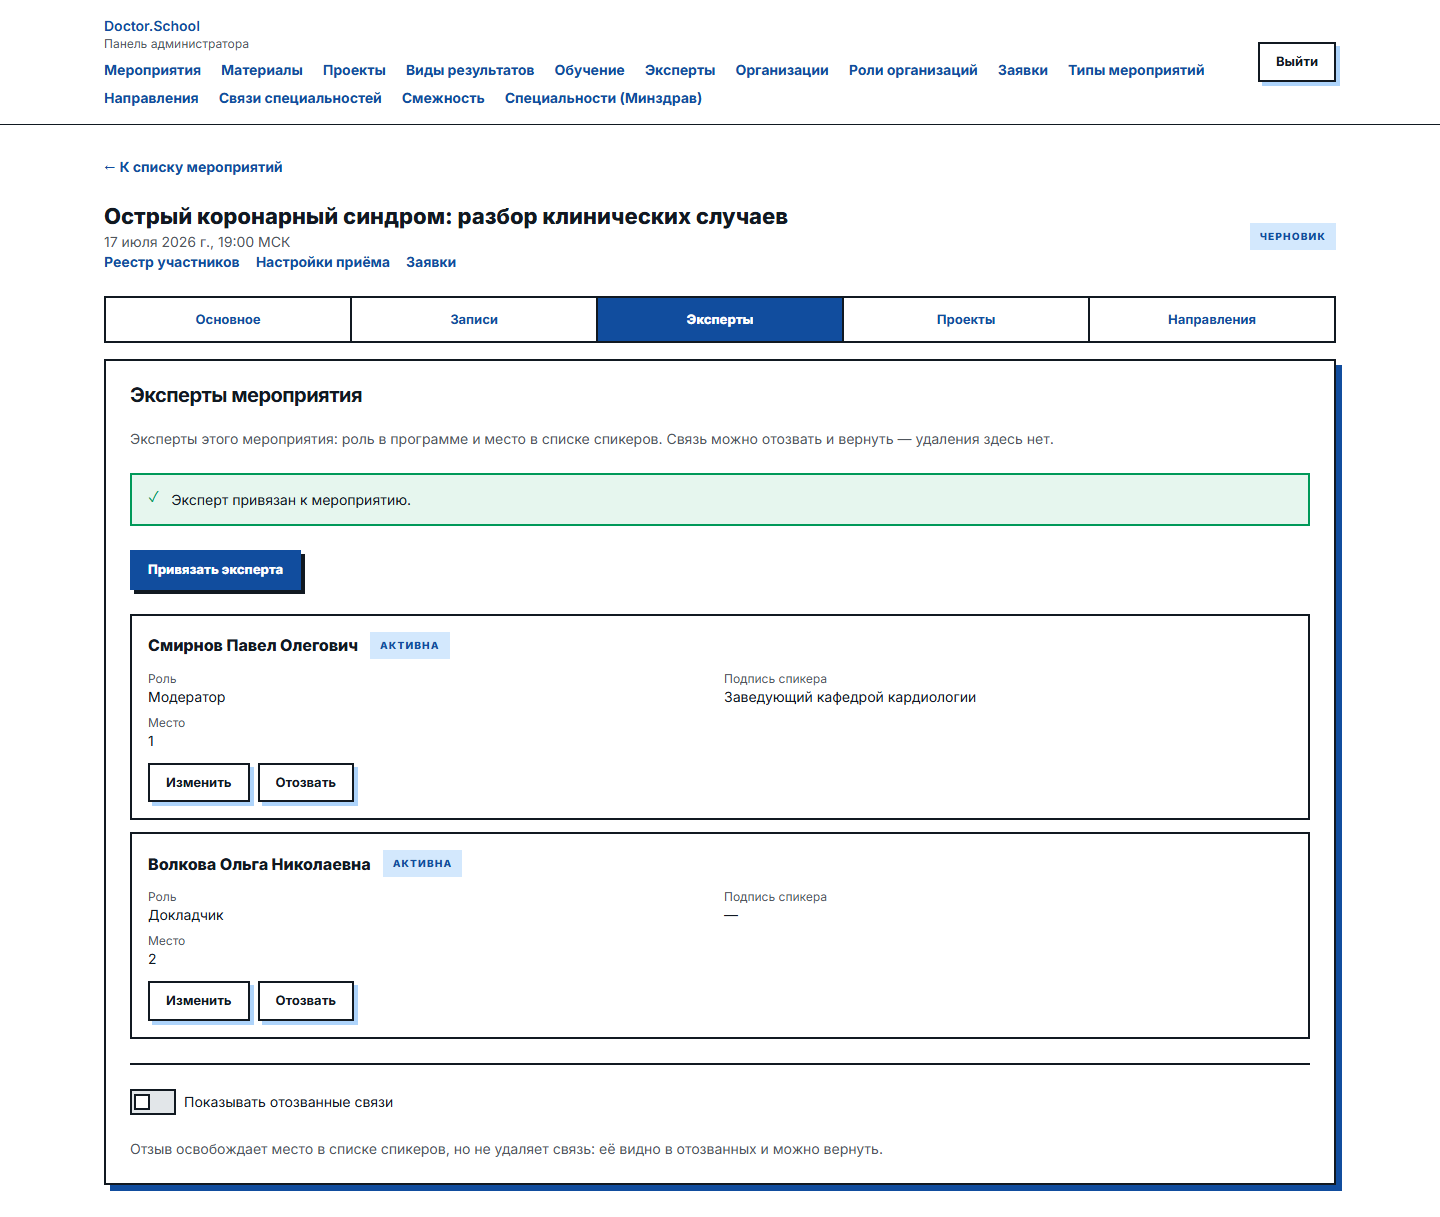 Doctor.School
Панель администратора
Мероприятия Материалы Проекты Виды результатов Обучение Эксперты Организации Роли организаций Заявки Типы мероприятий
Направления Связи специальностей Смежность Специальности (Минздрав)
Выйти
← К списку мероприятий
Острый коронарный синдром: разбор клинических случаев
17 июля 2026 г., 19:00 МСК
Реестр участников Настройки приёма Заявки
ЧЕРНОВИК
Основное Записи Эксперты Проекты Направления
Эксперты мероприятия
Эксперты этого мероприятия: роль в программе и место в списке спикеров. Связь можно отозвать и вернуть — удаления здесь нет.
✓ Эксперт привязан к мероприятию.
Привязать эксперта
Смирнов Павел Олегович АКТИВНА
Роль Подпись спикера
Модератор Заведующий кафедрой кардиологии
Место
1
Изменить Отозвать
Волкова Ольга Николаевна АКТИВНА
Роль Подпись спикера
Докладчик —
Место
2
Изменить Отозвать
Показывать отозванные связи
Отзыв освобождает место в списке спикеров, но не удаляет связь: её видно в отозванных и можно вернуть.